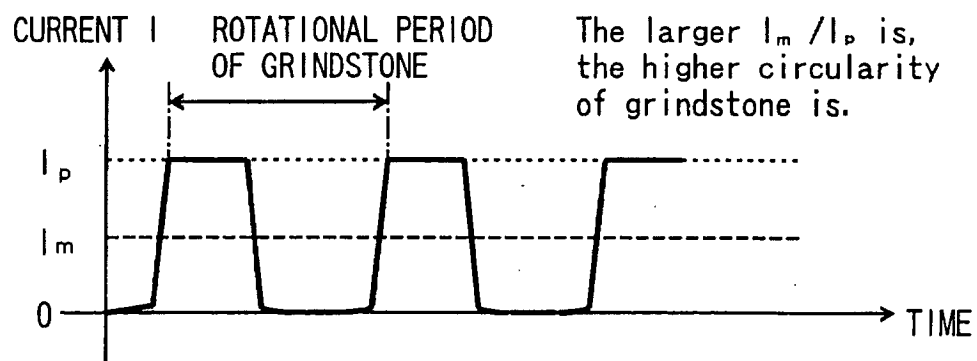 CURRENT I
ROTATIONAL PERIOD
OF GRINDSTONE
The larger Im /Ip is,
the higher circularity
of grindstone is.
Ip
Im
0
TIME